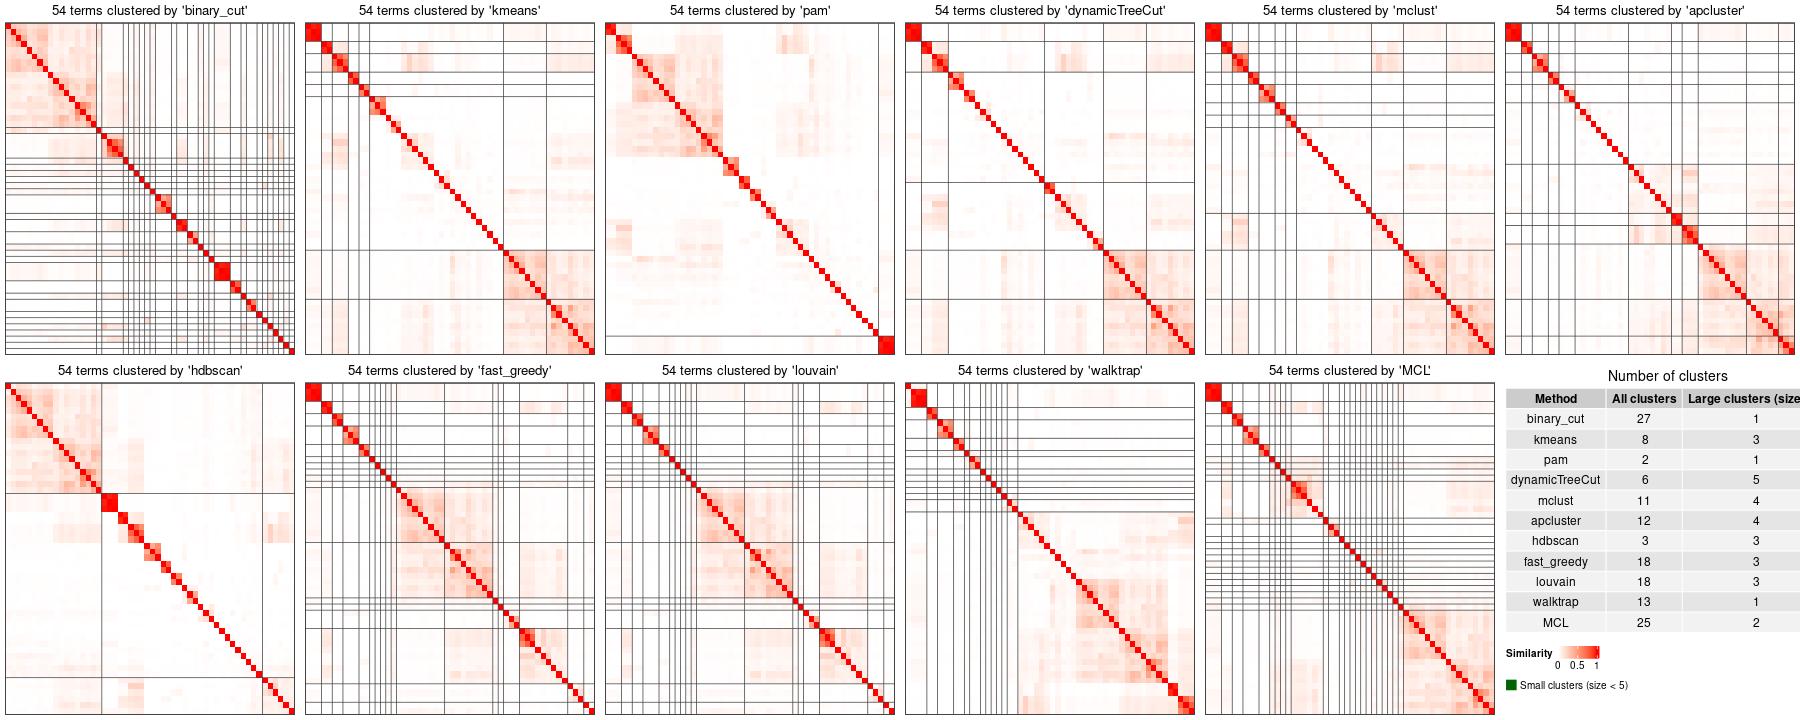 54 terms clustered by 'binary_cut'
54 terms clustered by 'kmeans'
54 terms clustered by 'pam'
54 terms clustered by 'dynamicTreeCut'
54 terms clustered by 'mclust'
54 terms clustered by 'apcluster'
54 terms clustered by 'hdbscan'
54 terms clustered by 'fast_greedy'
54 terms clustered by 'louvain'
54 terms clustered by 'walktrap'
54 terms clustered by 'MCL'
Number of clusters
Method All clusters Large clusters (size
binary_cut 27 1
kmeans 8 3
pam 2 1
dynamicTreeCut 6 5
mclust 11 4
apcluster 12 4
hdbscan 3 3
fast_greedy 18 3
louvain 18 3
walktrap 13 1
MCL 25 2
Similarity
0 0.5 1
Small clusters (size < 5)